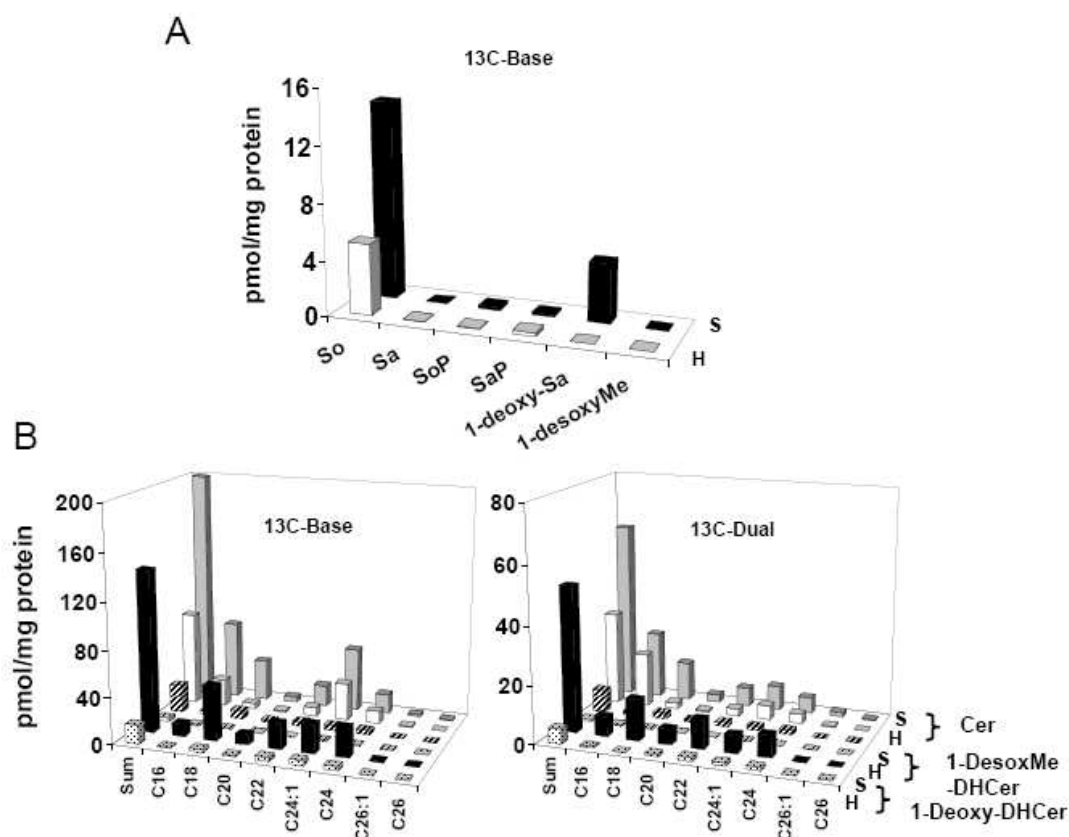 A
13C-Base
pmol/mg protein
16
12
8
4
0
So
Sa
SoP
SaP
1-deoxy-Sa
1-desoxyMe
S
H
B
13C-Base
pmol/mg protein
200
160
120
80
40
0
Sum
C16
C18
C20
C22
C24:1
C24
C26:1
C26
13C-Dual
80
60
40
20
0
Sum
C16
C18
C20
C22
C24:1
C24
C26:1
C26
S
H
} Cer
S
H
} 1-DesoxMe
-DHCer
S
H
} 1-Deoxy-DHCer